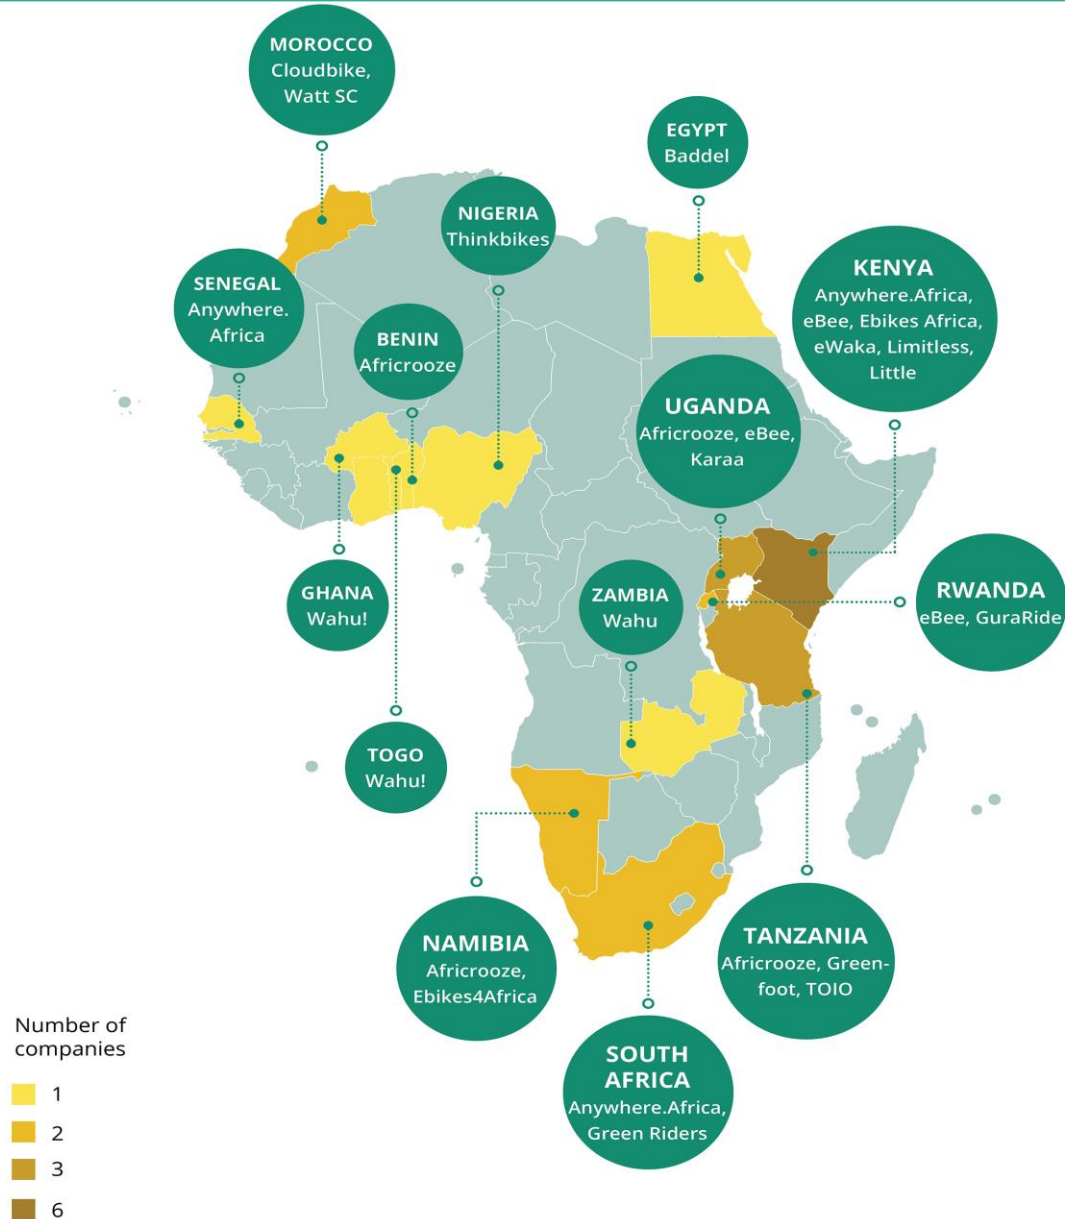 MOROCCO
Cloudbike,
Watt SC
EGYPT
Baddel
NIGERIA
Thinkbikes
KENYA
Anywhere.Africa,
eBee, Ebikes Africa,
eWaka, Limitless,
Little
SENEGAL
Anywhere.
Africa
BENIN
Africrooze
UGANDA
Africrooze, eBee,
Karaa
GHANA
Wahu!
ZAMBIA
Wahu
RWANDA
eBee, GuraRide
TOGO
Wahu!
NAMIBIA
Africrooze,
Ebikes4Africa
TANZANIA
Africrooze, Green-
foot, TOIO
SOUTH
AFRICA
Anywhere.Africa,
Green Riders
Number of
companies
1
2
3
6